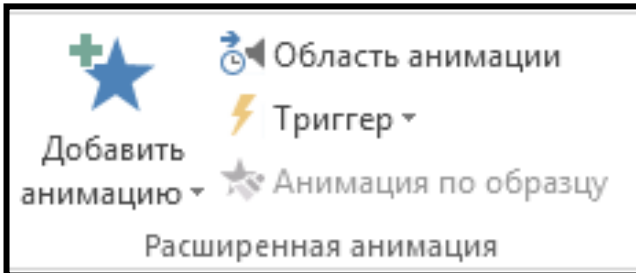 Добавить
анимацию
Область анимации
Триггер
Анимация по образцу
Расширенная анимация